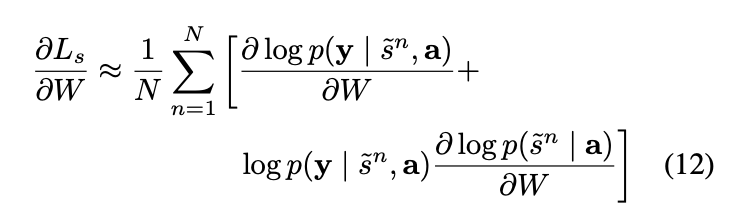 ∂L_s/∂W ≈ 1/N ∑_{n=1}^{N} [ ∂ log p(𝐲 | s̃ⁿ, 𝐚)/∂W +
log p(𝐲 | s̃ⁿ, 𝐚) ∂ log p(s̃ⁿ | 𝐚)/∂W ] (12)